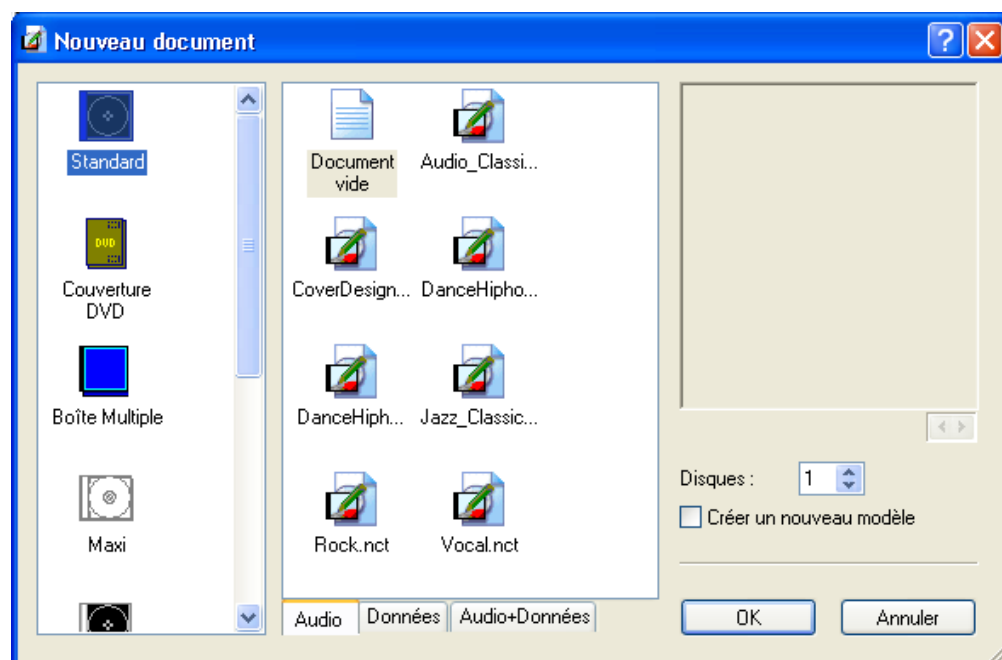 Nouveau document
Standard
Couverture
DVD
DVD
Boîte Multiple
Maxi
Document
vide
Audio_Classi...
CoverDesign...
DanceHipho...
DanceHiph...
Jazz_Classic...
Rock.nct
Vocal.nct
Audio
Données
Audio+Données
Disques :
1
Créer un nouveau modèle
OK
Annuler